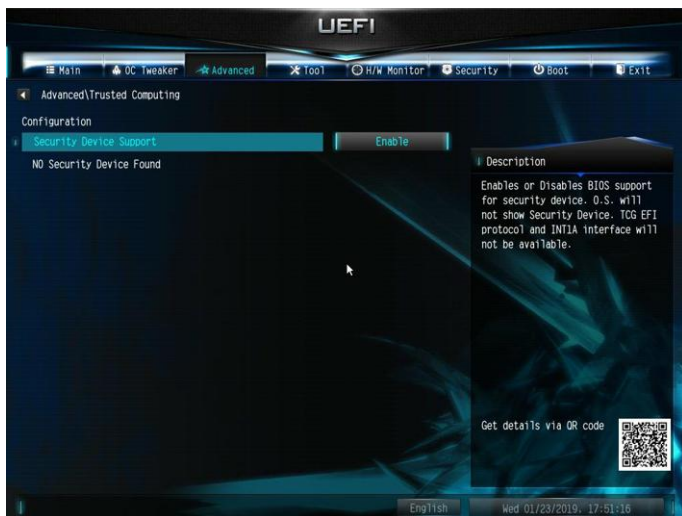 UEFI
Main
OC Tweaker
Advanced
Tool
H/W Monitor
Security
Boot
Exit
Advanced\Trusted Computing
Configuration
Security Device Support
Enable
NO Security Device Found
Description
Enables or Disables BIOS support
for security device. O.S. will
not show Security Device. TCG EFI
protocol and INT1A interface will
not be available.
Get details via QR code
English
Wed 01/23/2019. 17:51:16